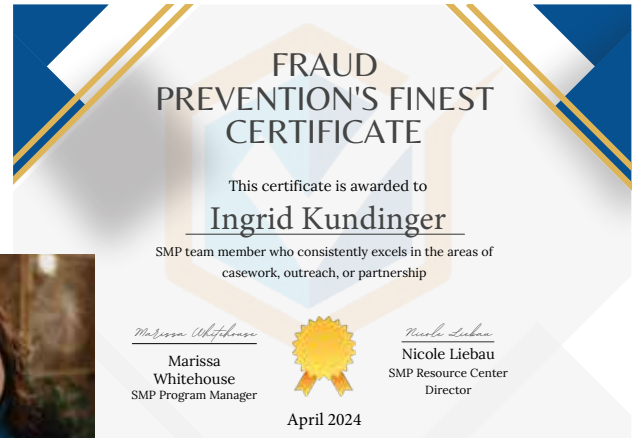 FRAUD
PREVENTION'S FINEST
CERTIFICATE
This certificate is awarded to
Ingrid Kundinger
SMP team member who consistently excels in the areas of
casework, outreach, or partnership
Marissa Whitehouse
Marissa
Whitehouse
SMP Program Manager
Nicole Liebau
Nicole Liebau
SMP Resource Center
Director
April 2024